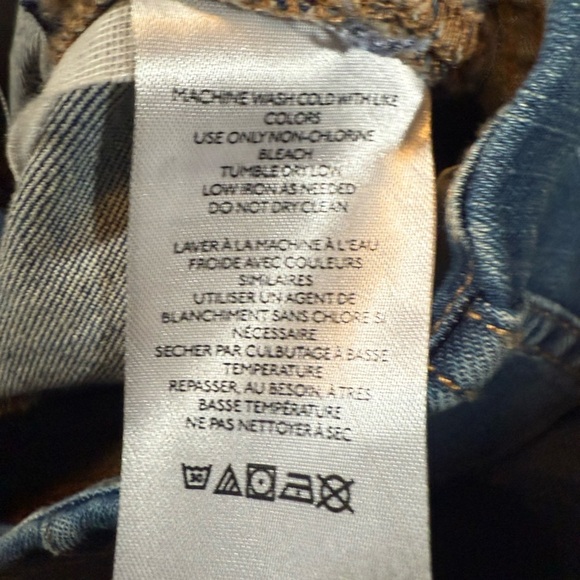 MACHINE WASH COLD WITH LIKE
COLORS
USE ONLY NON-CHLORINE
BLEACH
TUMBLE DRY LOW
LOW IRON AS NEEDED
DO NOT DRY CLEAN
LAVER À LA MACHINE À L'EAU
FROIDE AVEC COULEURS
SIMILAIRES
UTILISER UN AGENT DE
BLANCHIMENT SANS CHLORE SI
NÉCESSAIRE
SECHER PAR CULBUTAGE À BASSE
TEMPERATURE
REPASSER, AU BESOIN, À TRES
BASSE TEMPÉRATURE
NE PAS NETTOYER À SEC
30